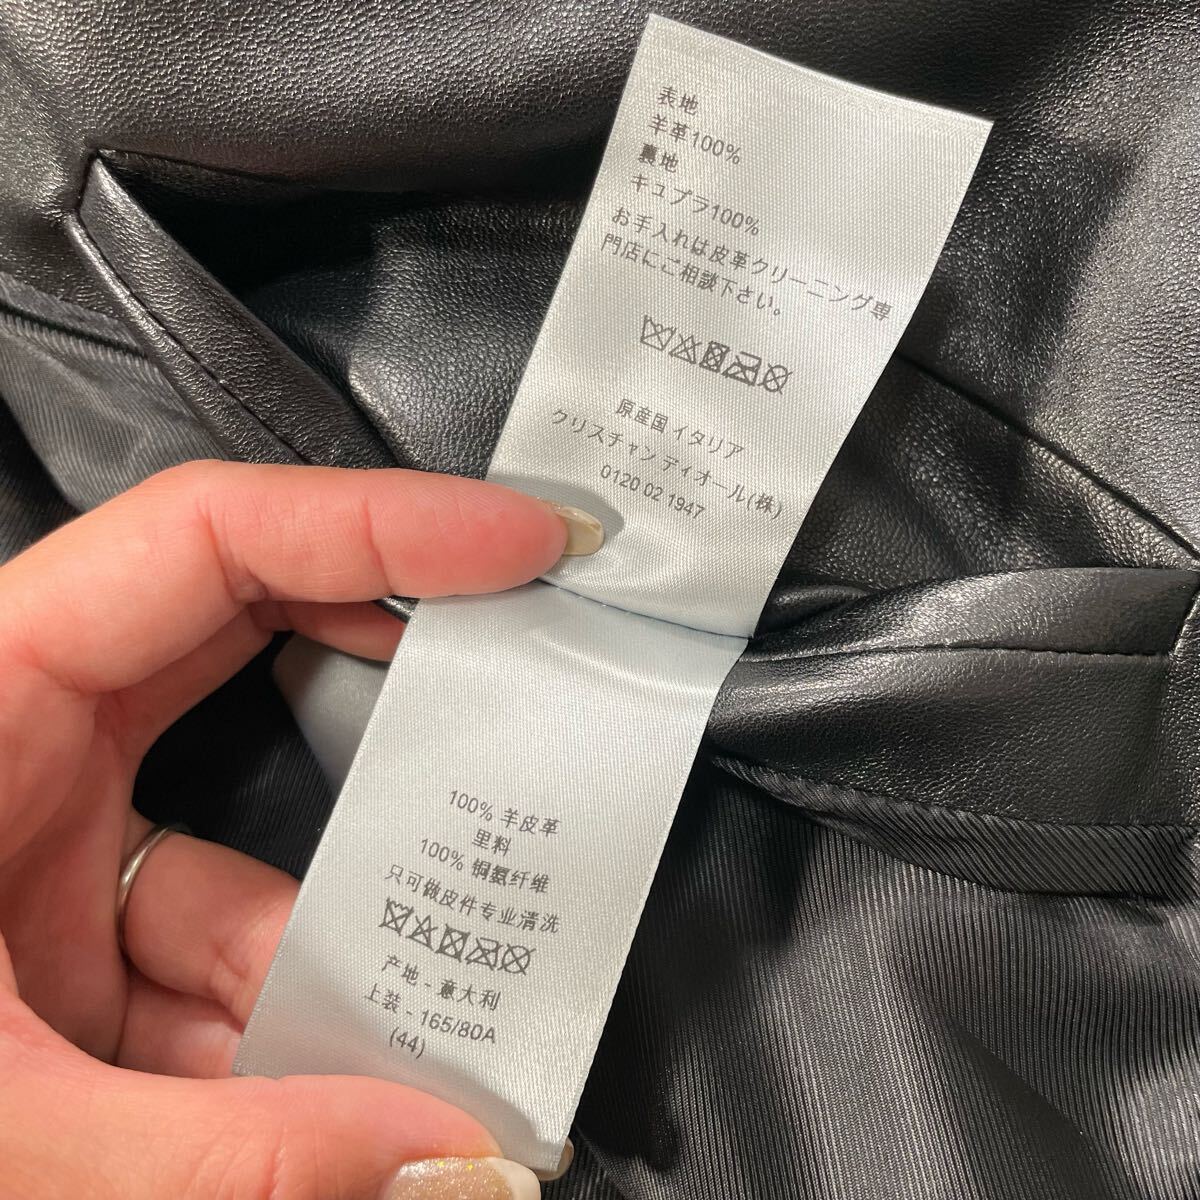 表地
羊革100%
裏地
キュプラ100%
お手入れは皮革クリーニング専
門店にご相談下さい。
原産国 イタリア
クリスチャン ディオール(株)
0120 02 1947
100% 羊皮革
里料
100% 铜氨纤维
只可做皮件专业清洗
产地 - 意大利
上装 - 165/80A
(44)